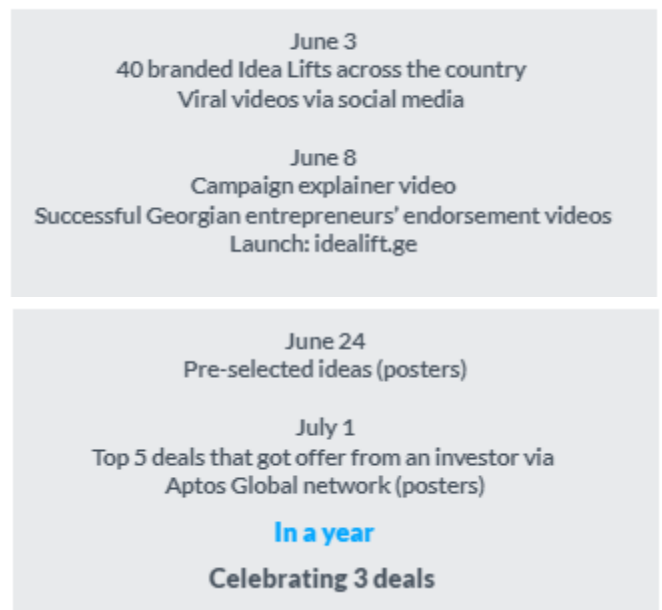 June 3
40 branded Idea Lifts across the country
Viral videos via social media
June 8
Campaign explainer video
Successful Georgian entrepreneurs’ endorsement videos
Launch: idealift.ge
June 24
Pre-selected ideas (posters)
July 1
Top 5 deals that got offer from an investor via
Aptos Global network (posters)
In a year
Celebrating 3 deals